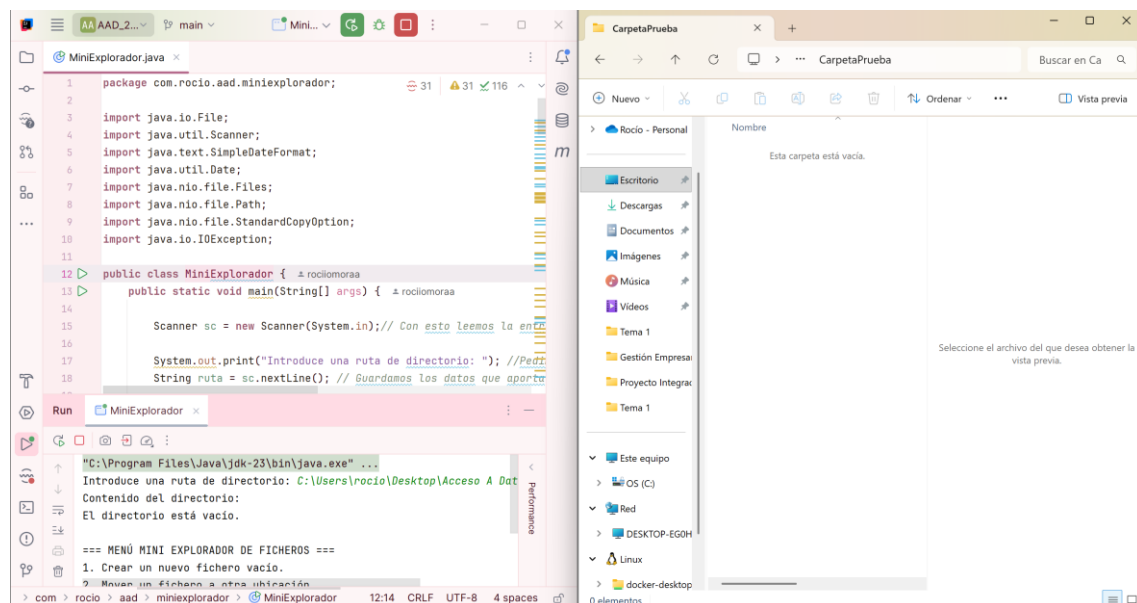 AA AAD_2... main Mini...
MiniExplorador.java
31 31 116
1 package com.rocio.aad.miniexplorador;
2
3 import java.io.File;
4 import java.util.Scanner;
5 import java.text.SimpleDateFormat;
6 import java.util.Date;
7 import java.nio.file.Files;
8 import java.nio.file.Path;
9 import java.nio.file.StandardCopyOption;
10 import java.io.IOException;
11
12 public class MiniExplorador { rociiomoraa
13 public static void main(String[] args) { rociiomoraa
14
15 Scanner sc = new Scanner(System.in);// Con esto leemos la entr
16
17 System.out.print("Introduce una ruta de directorio: "); //Pedi
18 String ruta = sc.nextLine(); // Guardamos los datos que aporta
Run MiniExplorador
"C:\Program Files\Java\jdk-23\bin\java.exe" ...
Introduce una ruta de directorio: C:\Users\rocio\Desktop\Acceso A Dat
Contenido del directorio:
El directorio está vacío.
=== MENÚ MINI EXPLORADOR DE FICHEROS ===
1. Crear un nuevo fichero vacío.
2. Mover un fichero a otra ubicación
Performance
com > rocio > aad > miniexplorador > MiniExplorador 12:14 CRLF UTF-8 4 spaces
CarpetaPrueba
CarpetaPrueba
Buscar en Ca
Nuevo Ordenar ... Vista previa
Rocío - Personal
Escritorio
Descargas
Documentos
Imágenes
Música
Vídeos
Tema 1
Gestión Empresa
Proyecto Integrac
Tema 1
Este equipo
OS (C:)
Red
DESKTOP-EG0H
Linux
docker-desktop
0 elementos
Nombre
Esta carpeta está vacía.
Seleccione el archivo del que desea obtener la
vista previa.